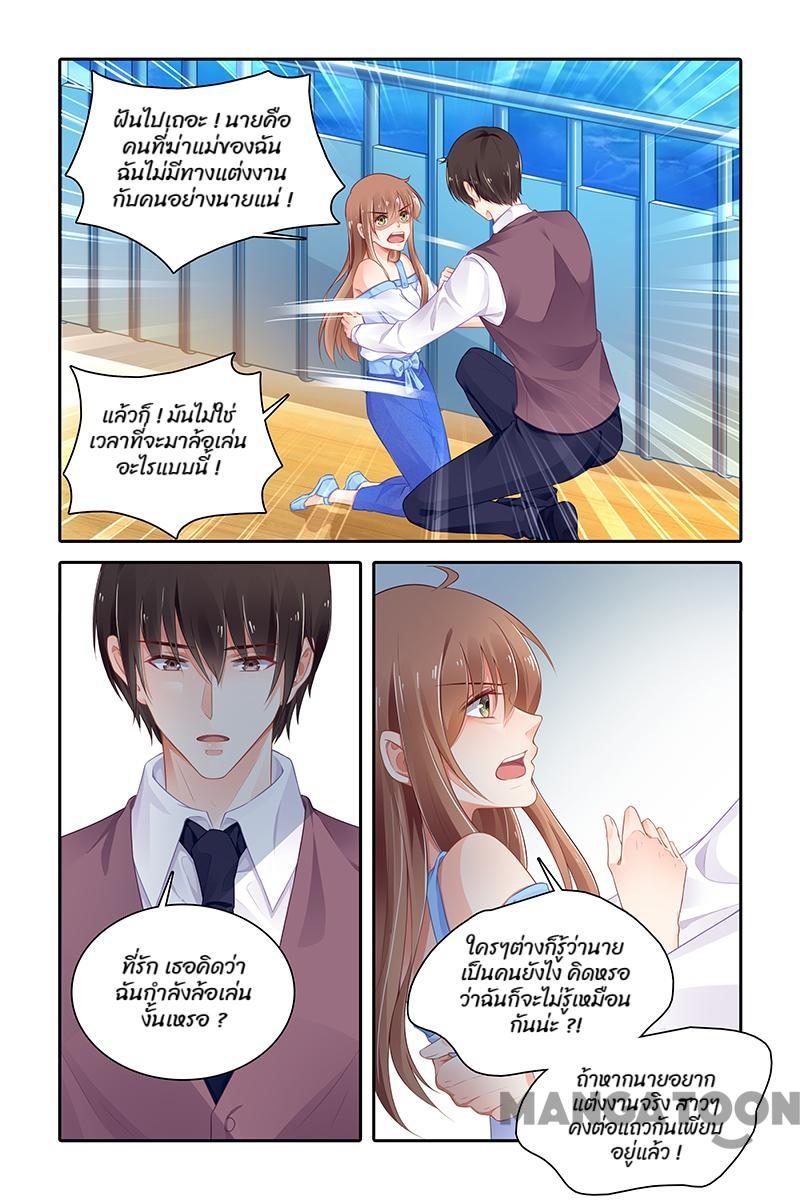 ฝันไปเถอะ ! นายคือ
คนที่ฆ่าแม่ของฉัน
ฉันไม่มีทางแต่งงาน
กับคนอย่างนายแน่ !
แล้วก็ ! มันไม่ใช่
เวลาที่จะมาล้อเล่น
อะไรแบบนี้ !
ที่รัก เธอคิดว่า
ฉันกำลังล้อเล่น
งั้นเหรอ ?
ใครๆต่างก็รู้ว่านาย
เป็นคนยังไง คิดหรอ
ว่าฉันก็จะไม่รู้เหมือน
กันน่ะ ?!
ถ้าหากนายอยาก
แต่งงานจริง สาวๆ
คงต่อแถวกันเพี้ยบ
อยู่แล้ว !
MANGATOON